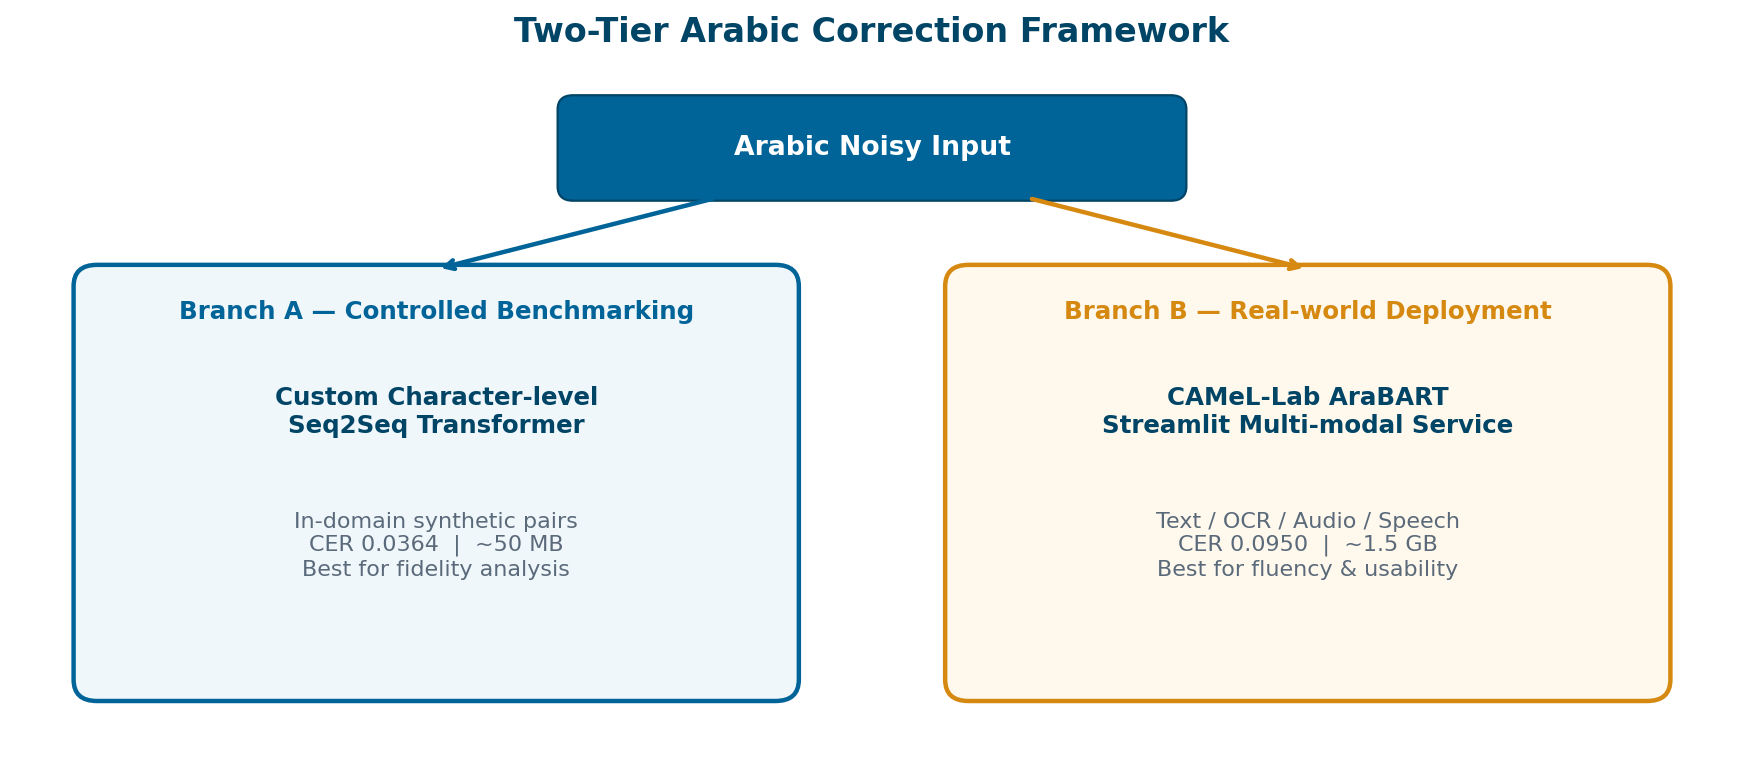 Two-Tier Arabic Correction Framework
Arabic Noisy Input
Branch A — Controlled Benchmarking
Custom Character-level
Seq2Seq Transformer
In-domain synthetic pairs
CER 0.0364 | ~50 MB
Best for fidelity analysis
Branch B — Real-world Deployment
CAMeL-Lab AraBART
Streamlit Multi-modal Service
Text / OCR / Audio / Speech
CER 0.0950 | ~1.5 GB
Best for fluency & usability